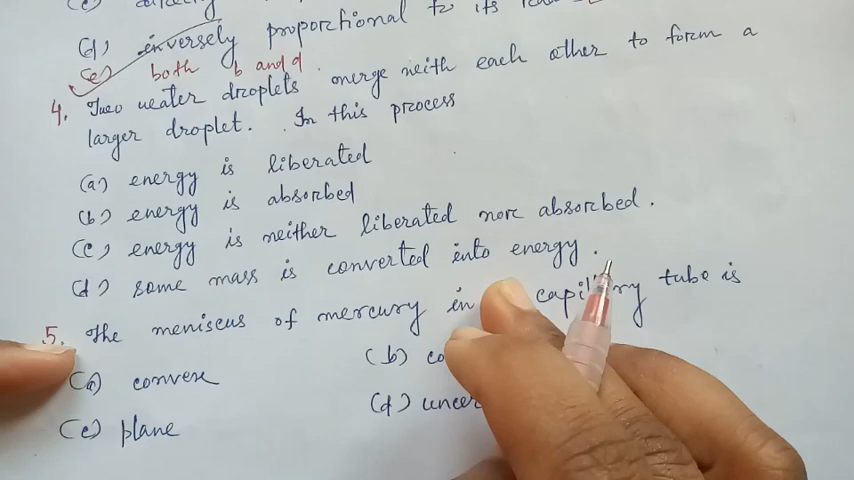 (d) inversely proportional to its
(e) both b and d.
4. Two water droplets merge with each other to form a
larger droplet. In this process
(a) energy is liberated
(b) energy is absorbed
(c) energy is neither liberated nor absorbed.
(d) some mass is converted into energy.
5. The meniscus of mercury in capillary tube is
(a) convex
(b)
(c) plane
(d)